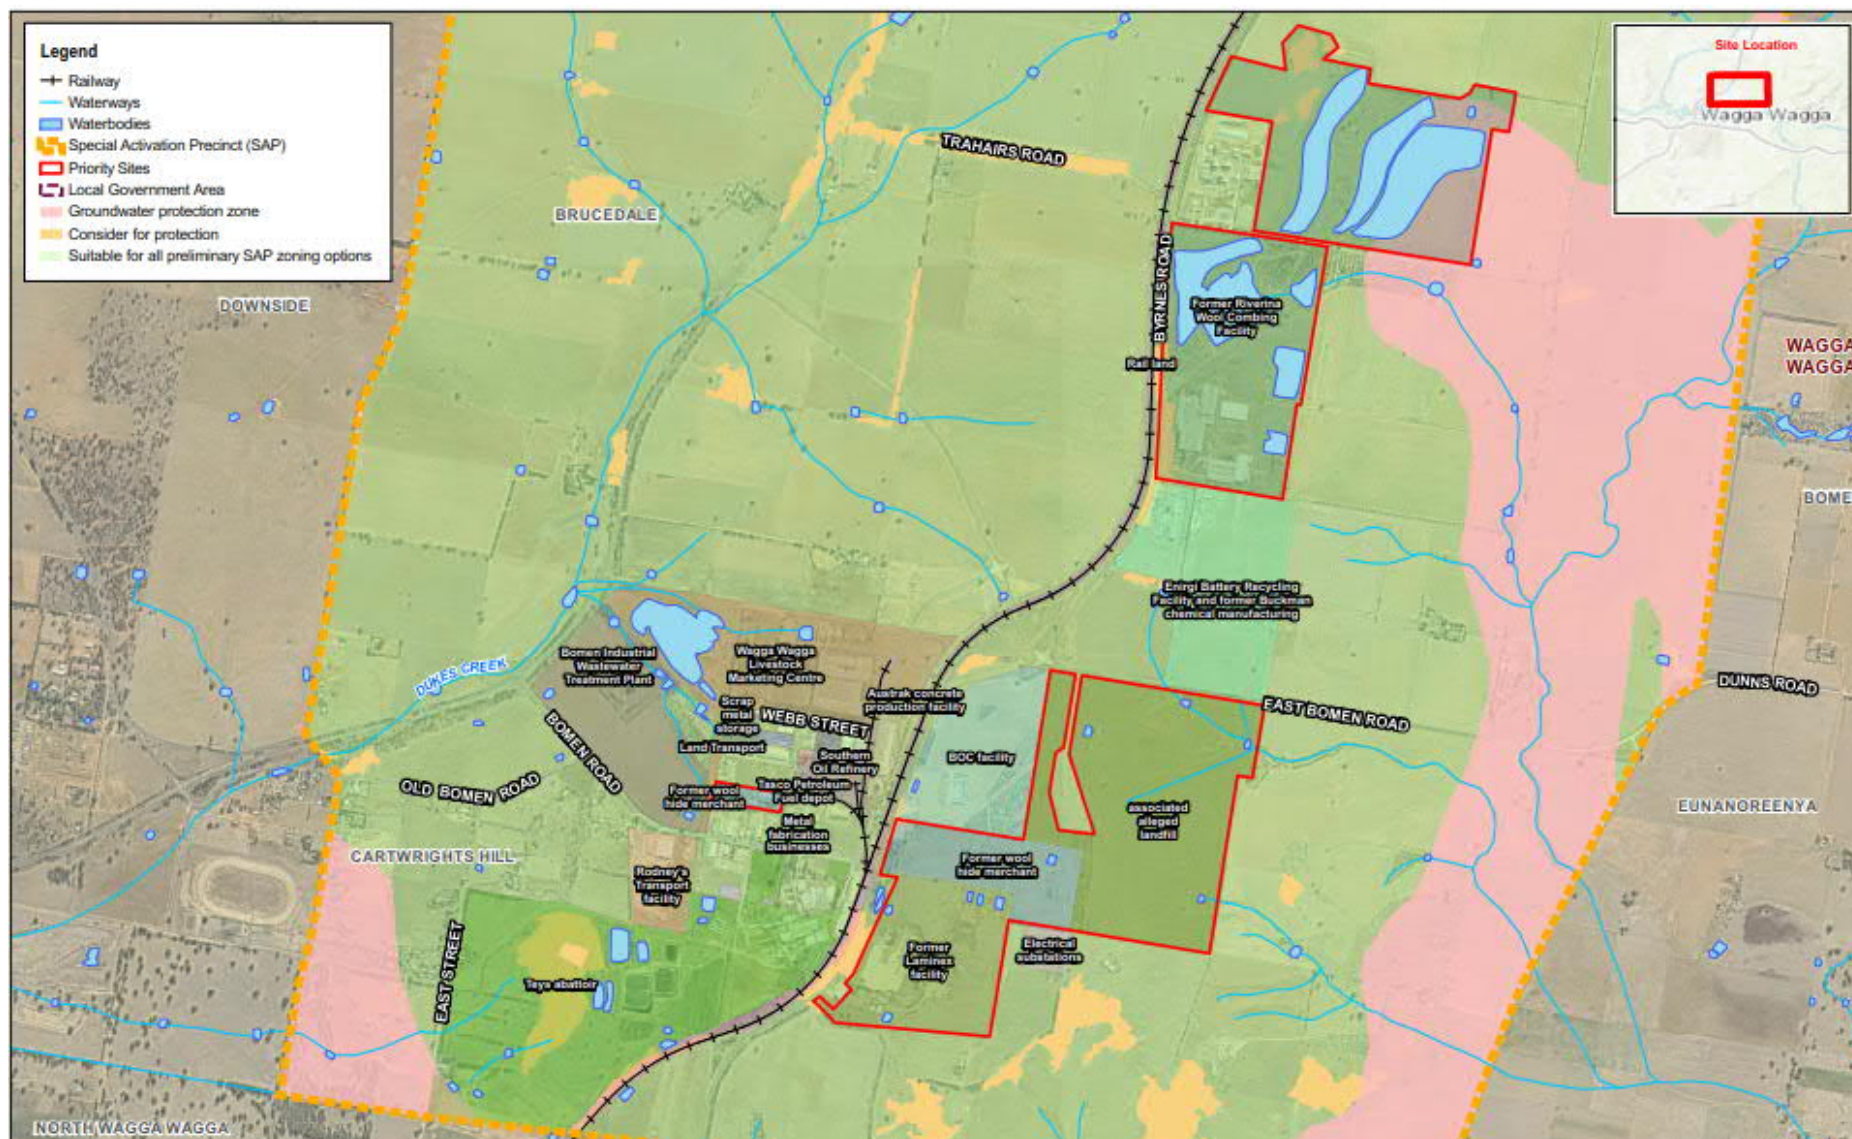 Legend
Railway
Waterways
Waterbodies
Special Activation Precinct (SAP)
Priority Sites
Local Government Area
Groundwater protection zone
Consider for protection
Suitable for all preliminary SAP zoning options
Site Location
Wagga Wagga
TRAHAIRS ROAD
BRUCEDALE
DOWNSIDE
BYRNES ROAD
Former Riverina
Wool Combing
Facility
Rail land
WAGGA
WAGGA
BOME
Enirgi Battery Recycling
Facility and former Buckman
chemical manufacturing
DUKES CREEK
Bomen Industrial
Wastewater
Treatment Plant
Wagga Wagga
Livestock
Marketing Centre
Scrap
metal
storage
WEBB STREET
Austrak concrete
production facility
EAST BOMEN ROAD
DUNNS ROAD
BOMEN ROAD
Land Transport
Southern
Oil Refinery
BOC facility
OLD BOMEN ROAD
Former wool
hide merchant
Tasco Petroleum
Fuel depot
Metal
fabrication
businesses
associated
alleged
landfill
EUNANOREENYA
CARTWRIGHTS HILL
Rodney's
Transport
facility
Former wool
hide merchant
EAST STREET
Former
Laminex
facility
Electrical
substations
Teys abattoir
NORTH WAGGA WAGGA